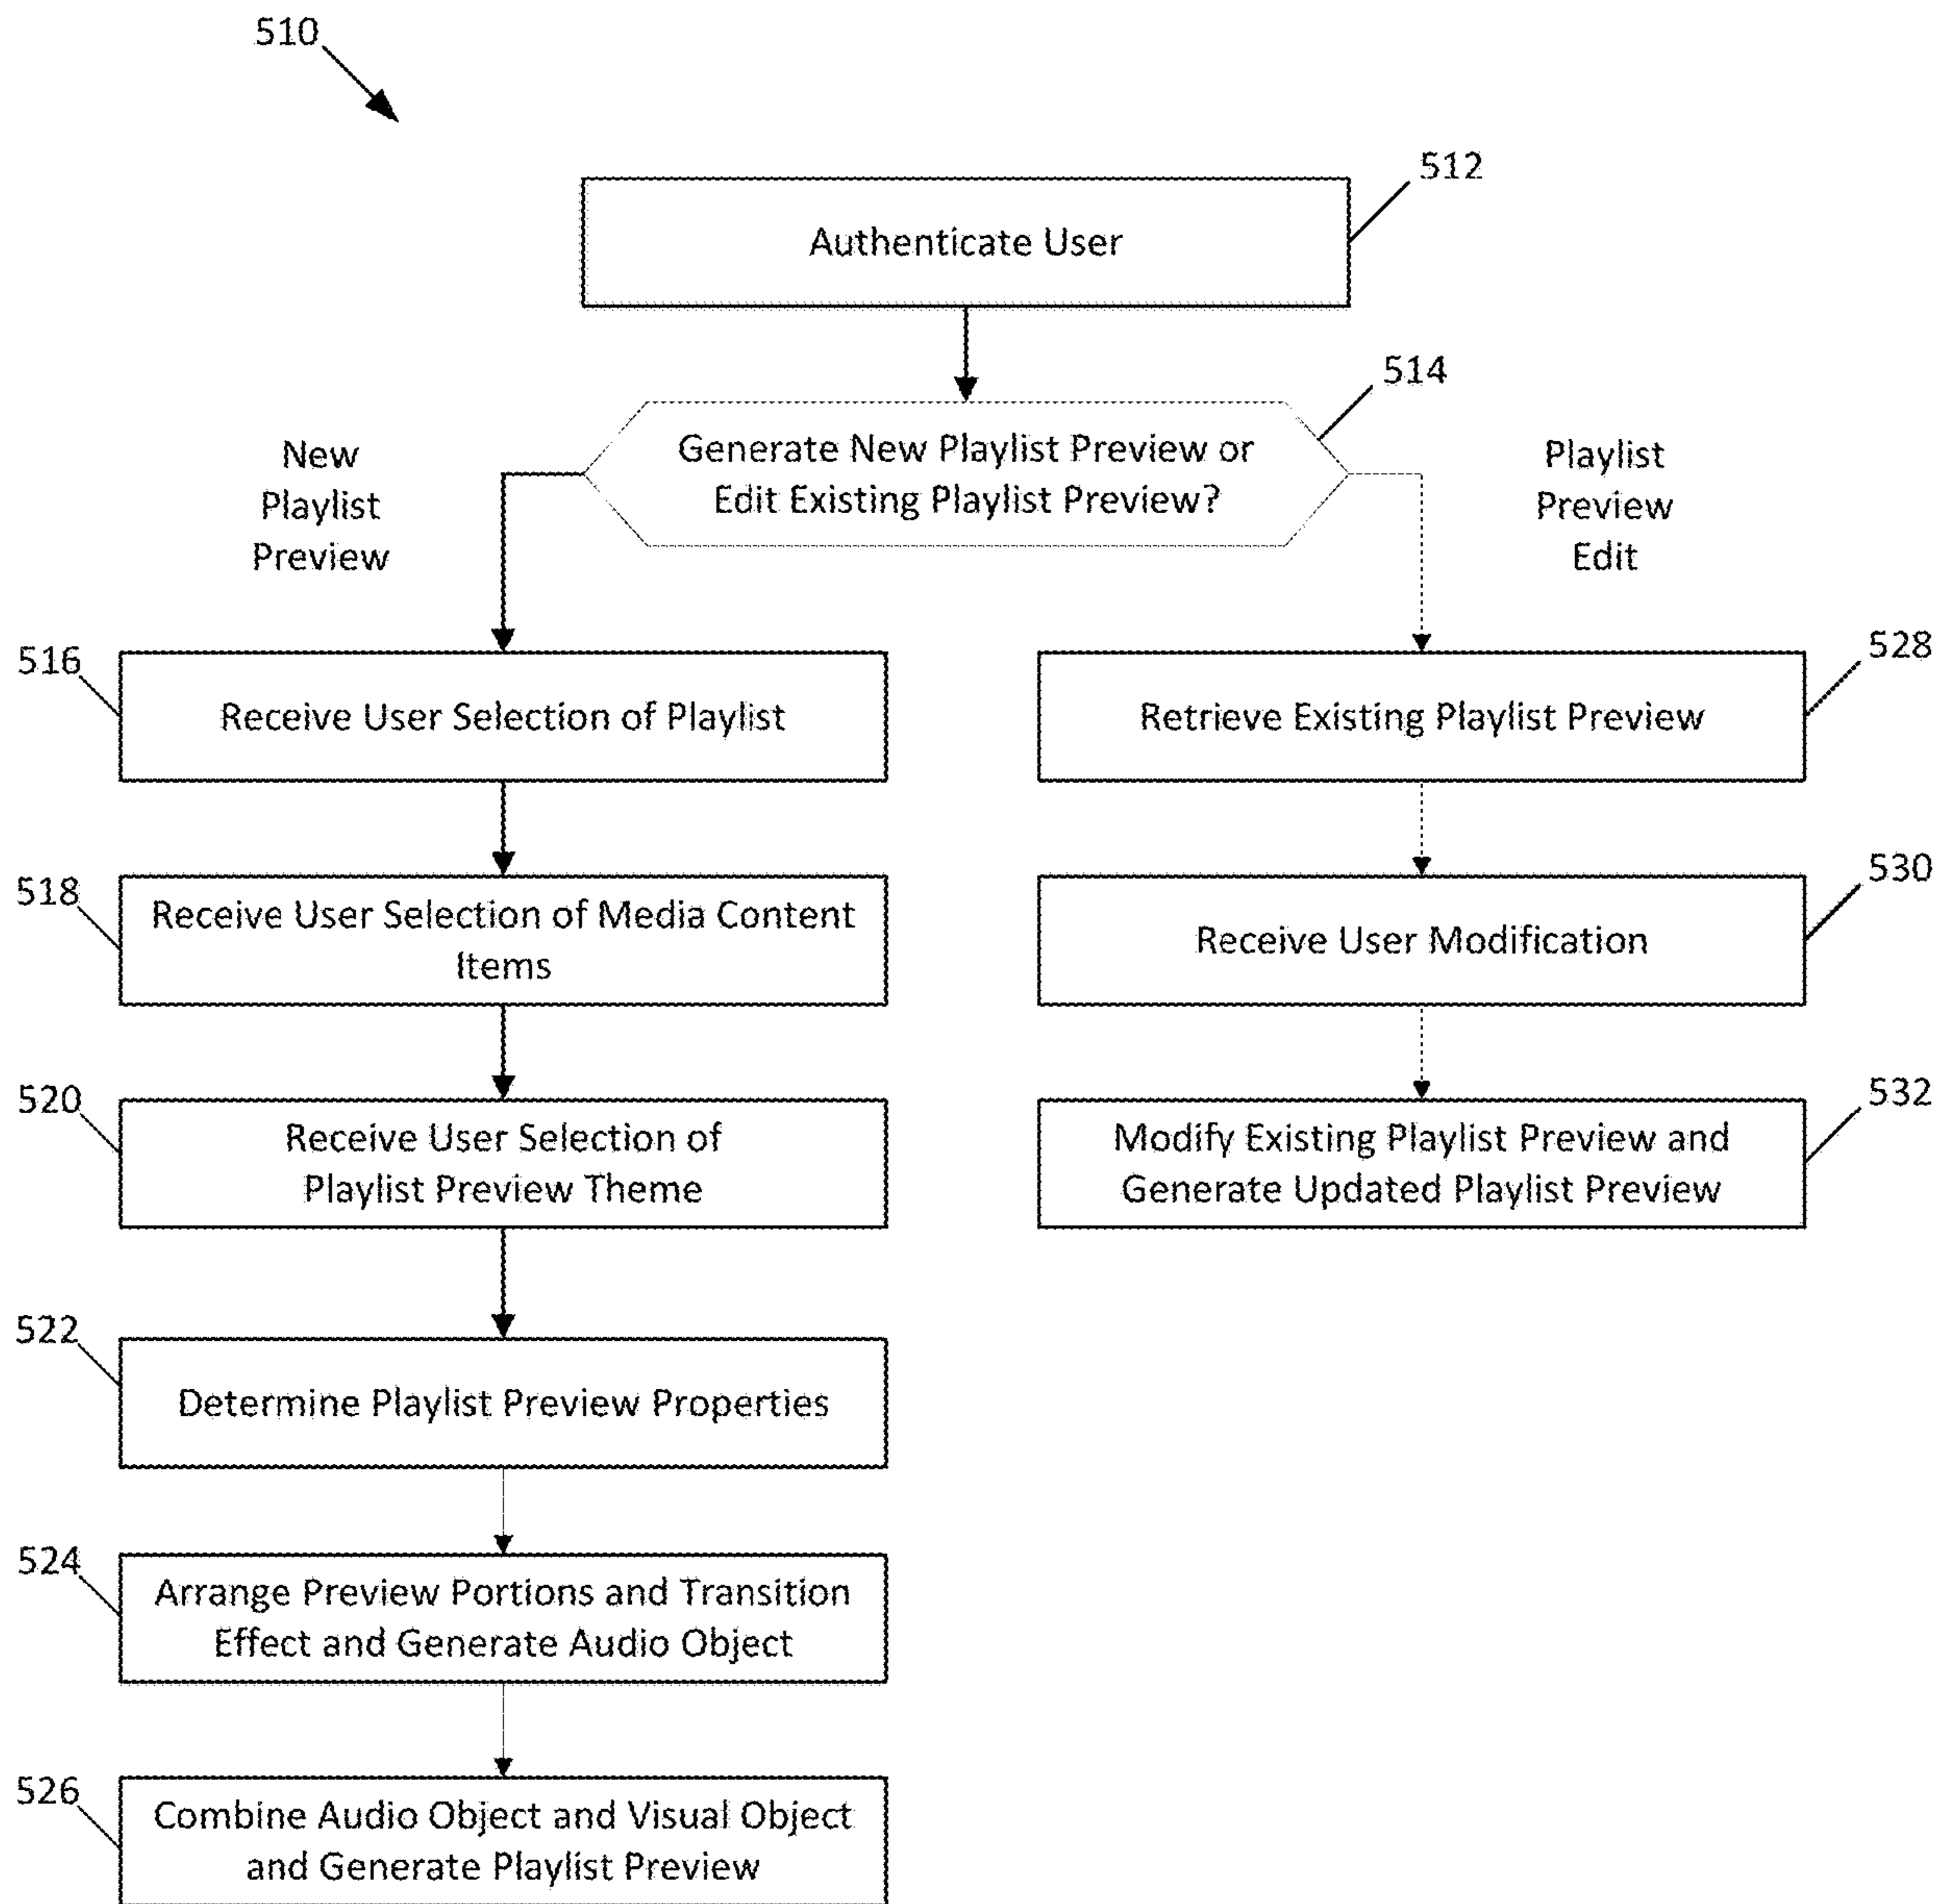 510
512
Authenticate User
514
Generate New Playlist Preview or
Edit Existing Playlist Preview?
New
Playlist
Preview
Playlist
Preview
Edit
516
Receive User Selection of Playlist
528
Retrieve Existing Playlist Preview
518
Receive User Selection of Media Content
Items
530
Receive User Modification
520
Receive User Selection of
Playlist Preview Theme
532
Modify Existing Playlist Preview and
Generate Updated Playlist Preview
522
Determine Playlist Preview Properties
524
Arrange Preview Portions and Transition
Effect and Generate Audio Object
526
Combine Audio Object and Visual Object
and Generate Playlist Preview